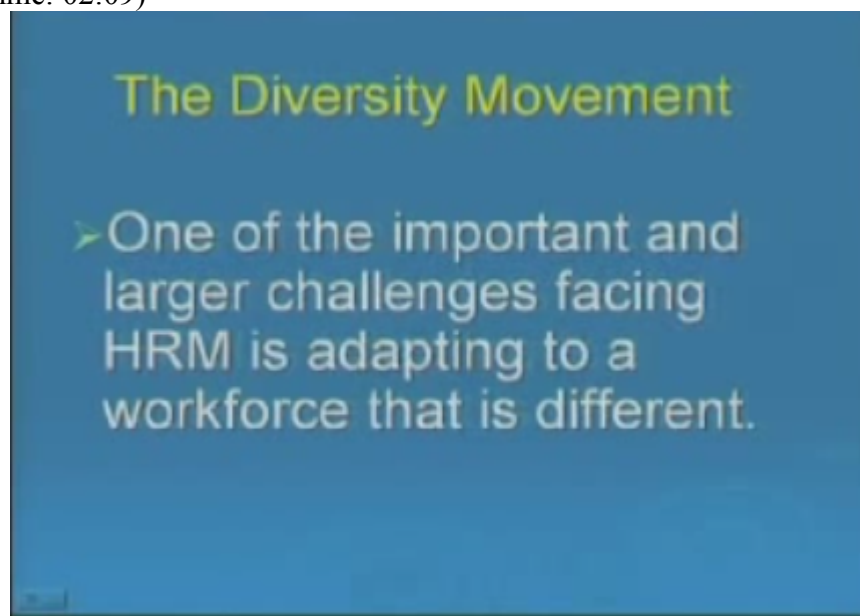 The Diversity Movement
➢One of the important and
larger challenges facing
HRM is adapting to a
workforce that is different.